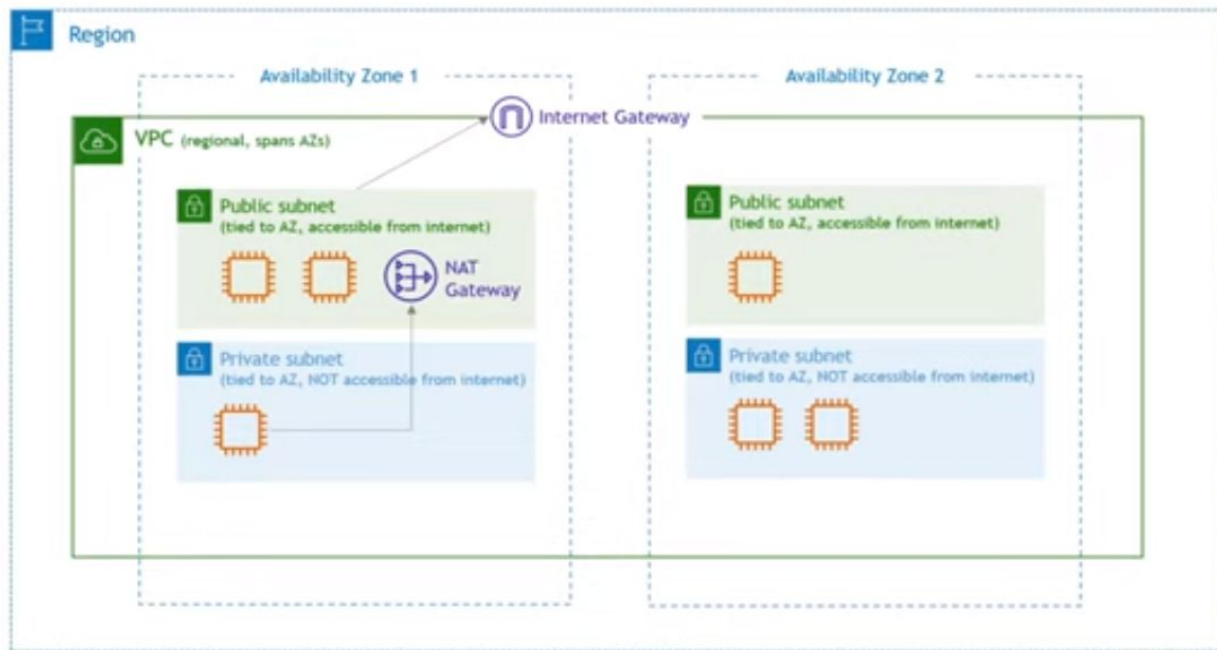 Region
Availability Zone 1
Availability Zone 2
Internet Gateway
VPC (regional, spans AZs)
Public subnet
(tied to AZ, accessible from internet)
NAT
Gateway
Private subnet
(tied to AZ, NOT accessible from internet)
Public subnet
(tied to AZ, accessible from internet)
Private subnet
(tied to AZ, NOT accessible from internet)